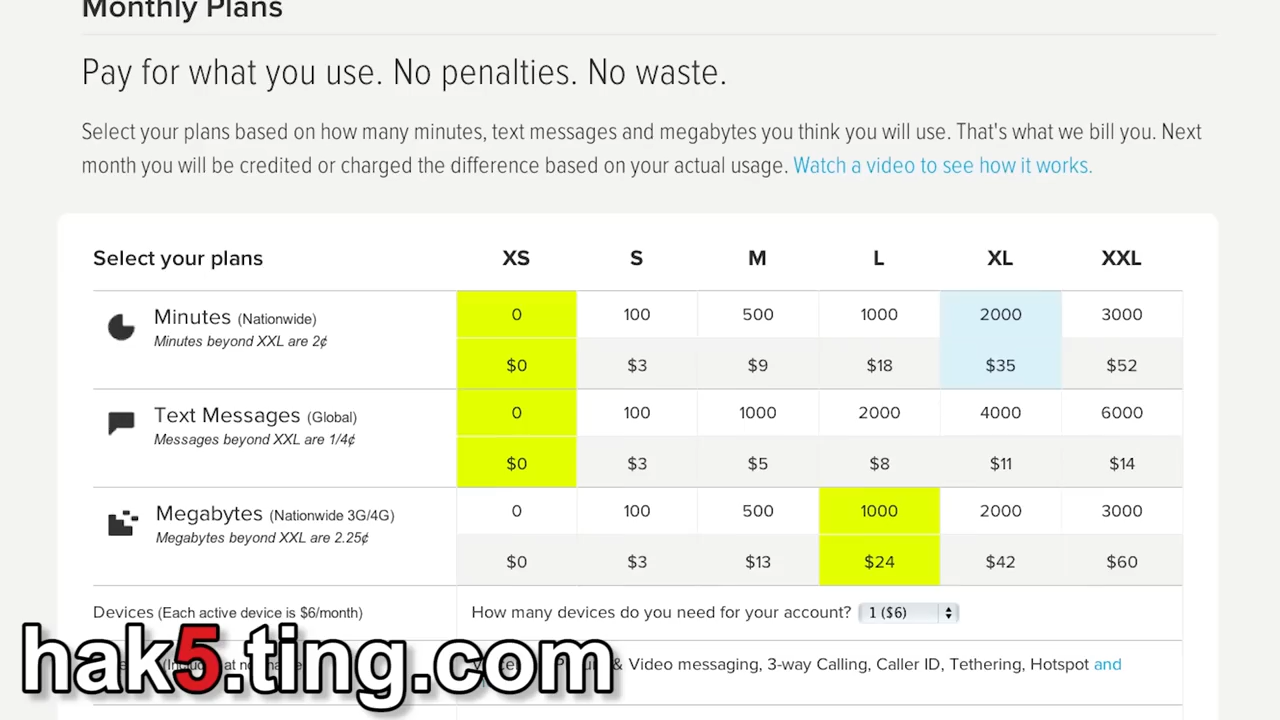 Monthly Plans
Pay for what you use. No penalties. No waste.
Select your plans based on how many minutes, text messages and megabytes you think you will use. That's what we bill you. Next
month you will be credited or charged the difference based on your actual usage. Watch a video to see how it works.
Select your plans XS S M L XL XXL
Minutes (Nationwide) 0 100 500 1000 2000 3000
Minutes beyond XXL are 2¢
$0 $3 $9 $18 $35 $52
Text Messages (Global) 0 100 1000 2000 4000 6000
Messages beyond XXL are 1/4¢
$0 $3 $5 $8 $11 $14
Megabytes (Nationwide 3G/4G) 0 100 500 1000 2000 3000
Megabytes beyond XXL are 2.25¢
$0 $3 $13 $24 $42 $60
Devices (Each active device is $6/month) How many devices do you need for your account? 1 ($6)
& Video messaging, 3-way Calling, Caller ID, Tethering, Hotspot and
hak5.ting.com